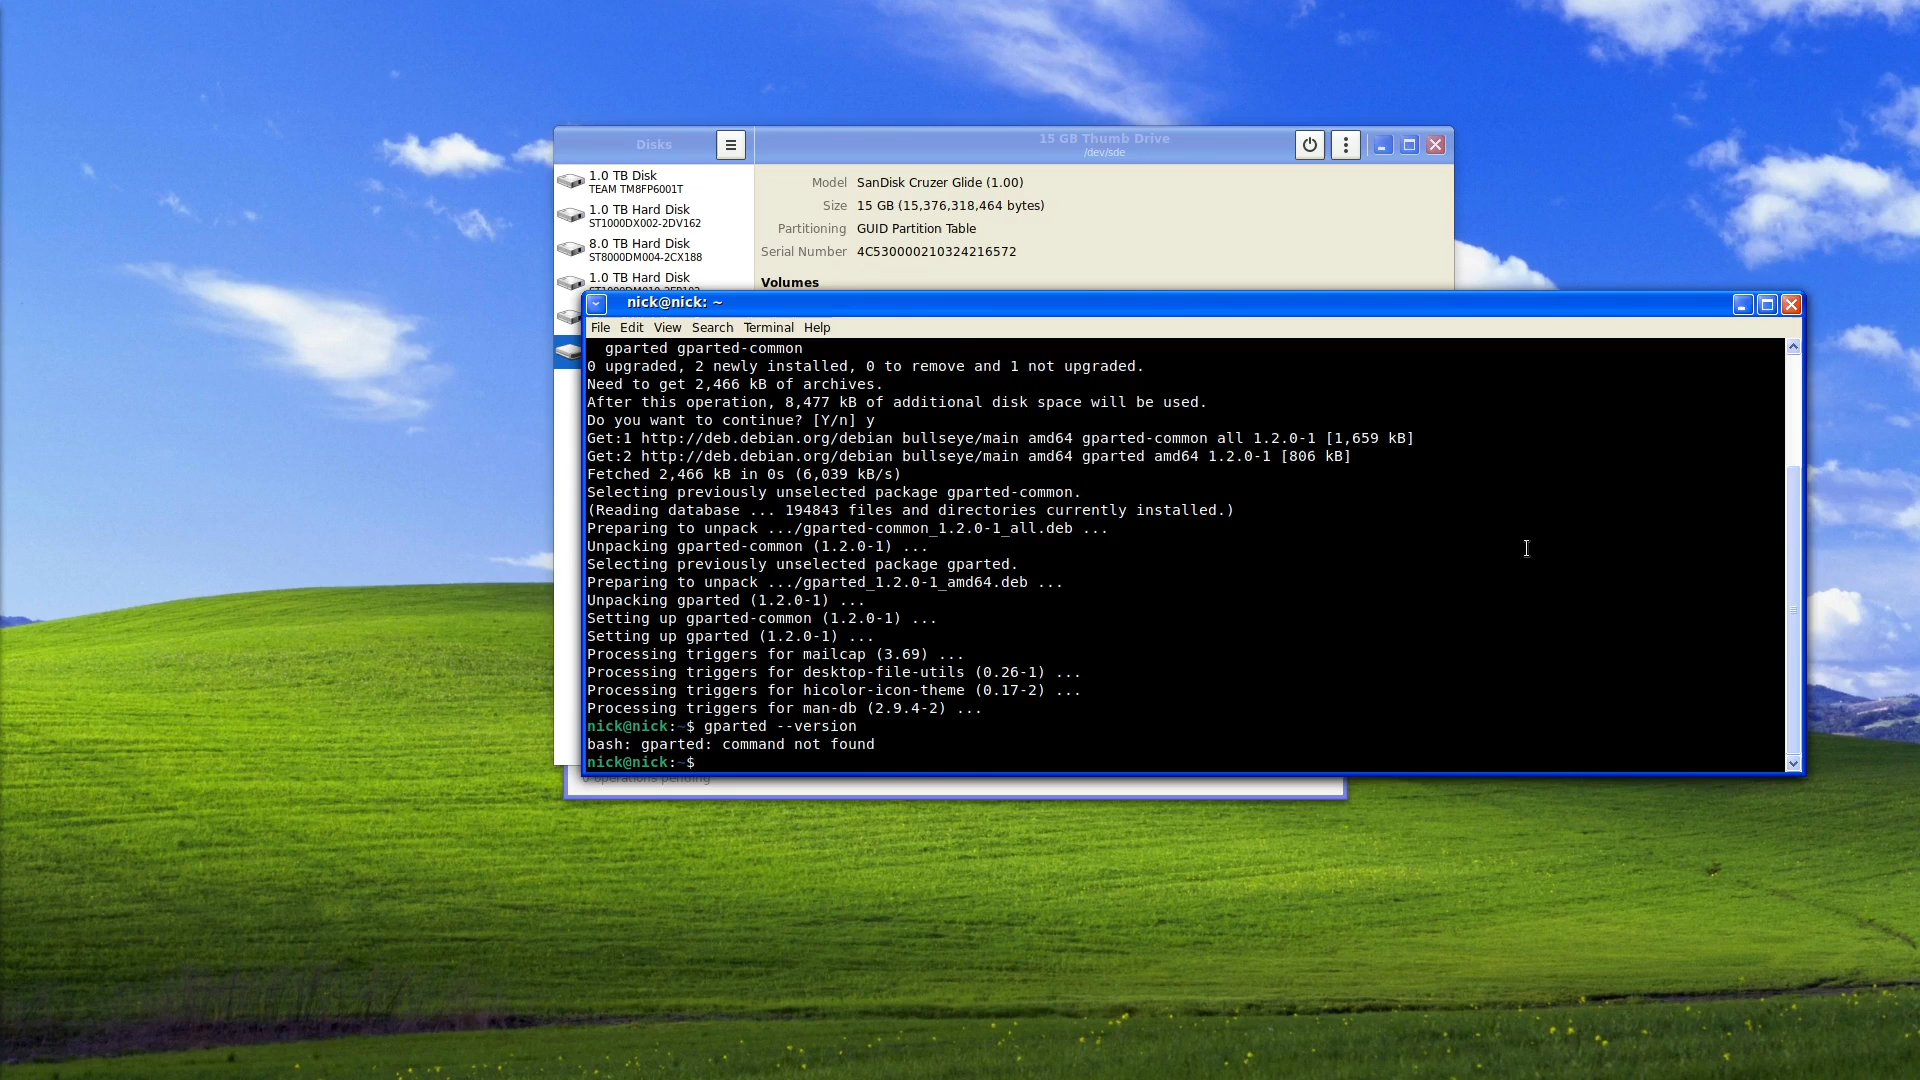 Disks
15 GB Thumb Drive
/dev/sde
1.0 TB Disk
TEAM TM8FP6001T
1.0 TB Hard Disk
ST1000DX002-2DV162
8.0 TB Hard Disk
ST8000DM004-2CX188
1.0 TB Hard Disk
Model SanDisk Cruzer Glide (1.00)
Size 15 GB (15,376,318,464 bytes)
Partitioning GUID Partition Table
Serial Number 4C530000210324216572
Volumes
nick@nick: ~
File Edit View Search Terminal Help
gparted gparted-common
0 upgraded, 2 newly installed, 0 to remove and 1 not upgraded.
Need to get 2,466 kB of archives.
After this operation, 8,477 kB of additional disk space will be used.
Do you want to continue? [Y/n] y
Get:1 http://deb.debian.org/debian bullseye/main amd64 gparted-common all 1.2.0-1 [1,659 kB]
Get:2 http://deb.debian.org/debian bullseye/main amd64 gparted amd64 1.2.0-1 [806 kB]
Fetched 2,466 kB in 0s (6,039 kB/s)
Selecting previously unselected package gparted-common.
(Reading database ... 194843 files and directories currently installed.)
Preparing to unpack .../gparted-common_1.2.0-1_all.deb ...
Unpacking gparted-common (1.2.0-1) ...
Selecting previously unselected package gparted.
Preparing to unpack .../gparted_1.2.0-1_amd64.deb ...
Unpacking gparted (1.2.0-1) ...
Setting up gparted-common (1.2.0-1) ...
Setting up gparted (1.2.0-1) ...
Processing triggers for mailcap (3.69) ...
Processing triggers for desktop-file-utils (0.26-1) ...
Processing triggers for hicolor-icon-theme (0.17-2) ...
Processing triggers for man-db (2.9.4-2) ...
nick@nick:~$ gparted --version
bash: gparted: command not found
nick@nick:~$
0 operations pending